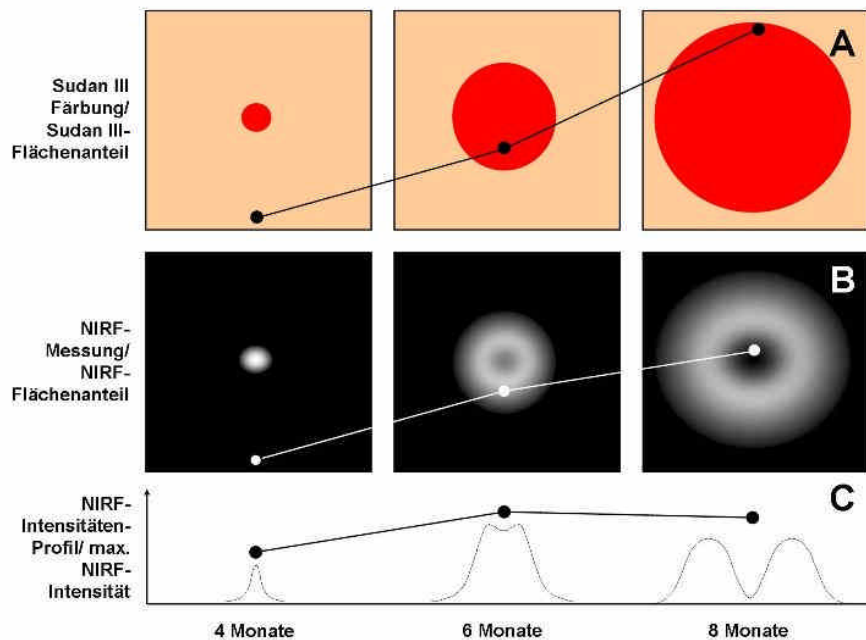 A
Sudan III
Färbung/
Sudan III-
Flächenanteil
B
NIRF-
Messung/
NIRF-
Flächenanteil
C
NIRF-
Intensitäten-
Profil/ max.
NIRF-
Intensität
4 Monate
6 Monate
8 Monate